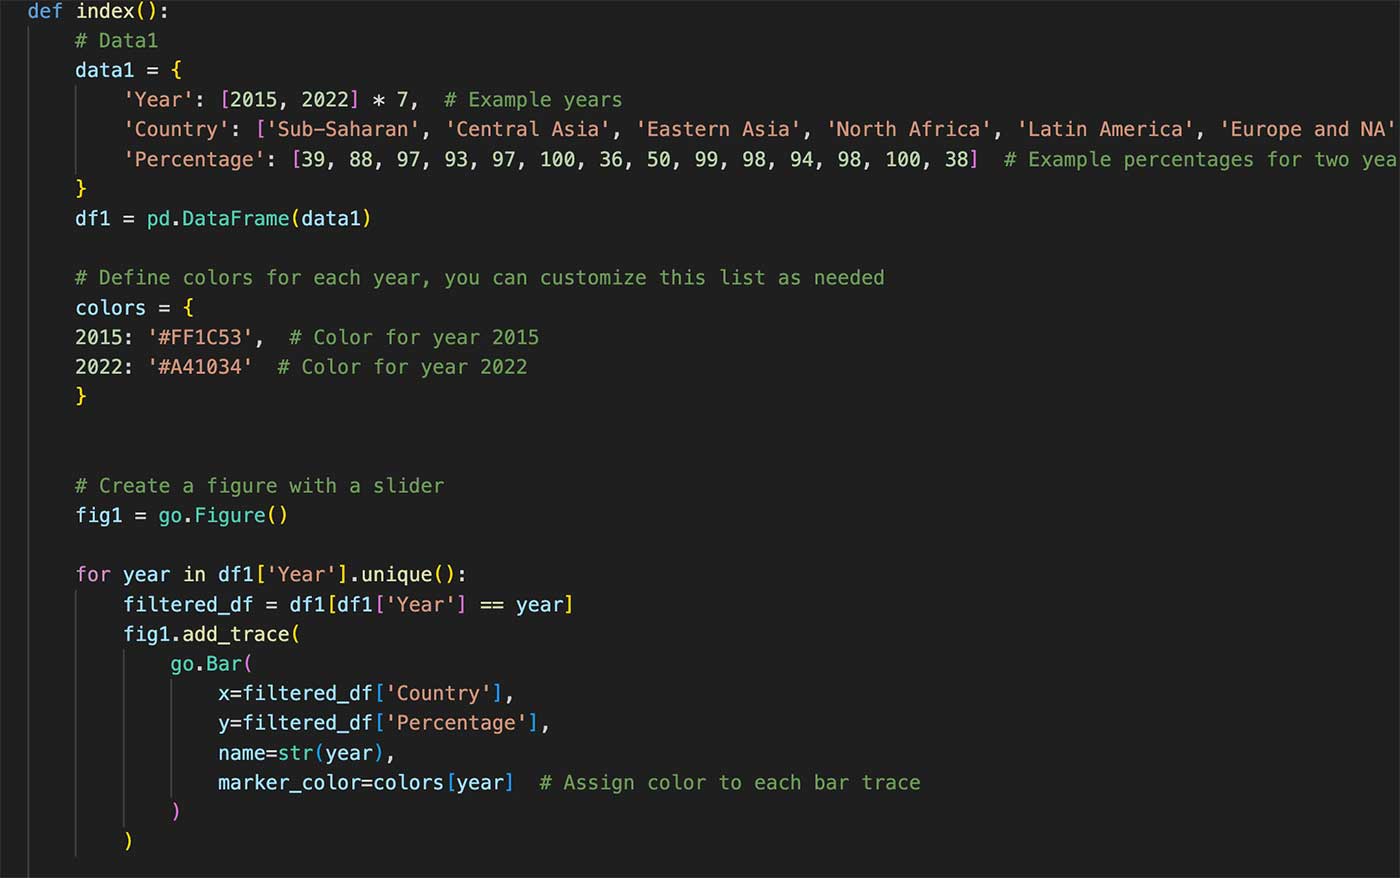 def index():
# Data1
data1 = {
'Year': [2015, 2022] * 7,  # Example years
'Country': ['Sub-Saharan', 'Central Asia', 'Eastern Asia', 'North Africa', 'Latin America', 'Europe and NA'
'Percentage': [39, 88, 97, 93, 97, 100, 36, 50, 99, 98, 94, 98, 100, 38]  # Example percentages for two yea
}
df1 = pd.DataFrame(data1)
# Define colors for each year, you can customize this list as needed
colors = {
2015: '#FF1C53',  # Color for year 2015
2022: '#A41034'  # Color for year 2022
}
# Create a figure with a slider
fig1 = go.Figure()
for year in df1['Year'].unique():
filtered_df = df1[df1['Year'] == year]
fig1.add_trace(
go.Bar(
x=filtered_df['Country'],
y=filtered_df['Percentage'],
name=str(year),
marker_color=colors[year]  # Assign color to each bar trace
)
)